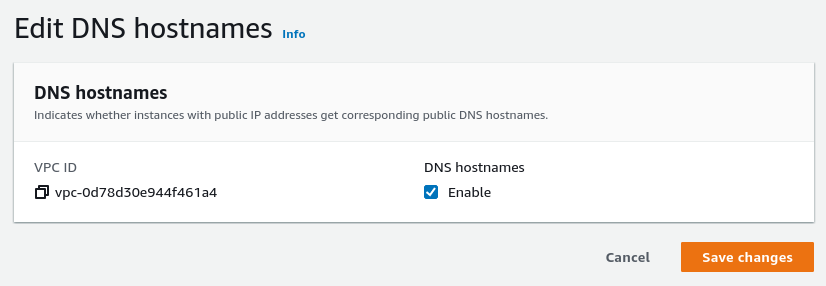 Edit DNS hostnames Info
DNS hostnames
Indicates whether instances with public IP addresses get corresponding public DNS hostnames.
VPC ID
vpc-0d78d30e944f461a4
DNS hostnames
Enable
Cancel
Save changes